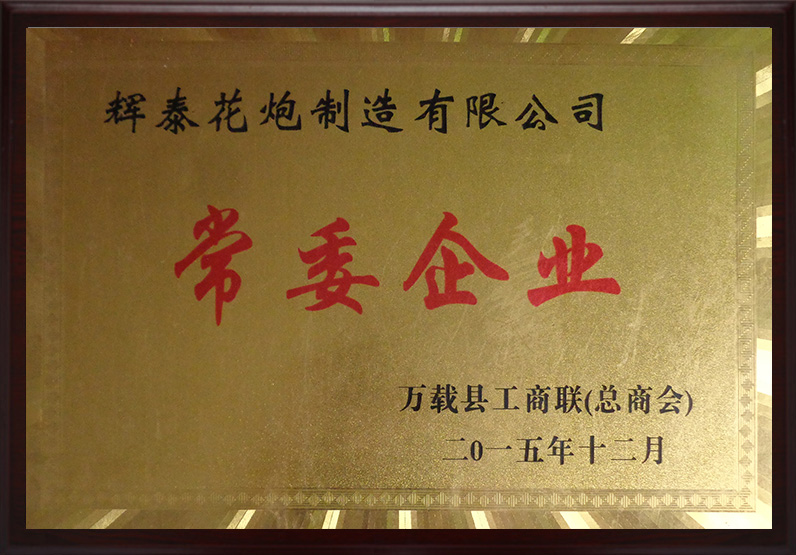 辉泰花炮制造有限公司
常委企业
万载县工商联(总商会)
二0一五年十二月